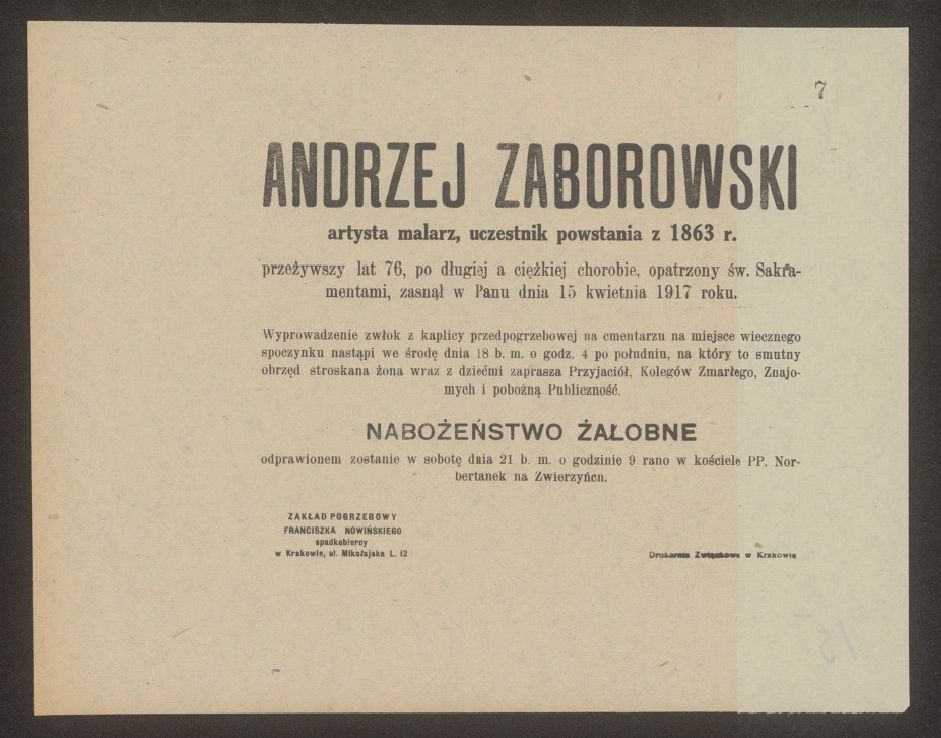 7
ANDRZEJ ZABOROWSKI
artysta malarz, uczestnik powstania z 1863 r.
przeżywszy lat 76, po długiej a ciężkiej chorobie, opatrzony św. Sakra-
mentami, zasnął w Panu dnia 15 kwietnia 1917 roku.
Wyprowadzenie zwłok z kaplicy przedpogrzebowej na cmentarzu na miejsce wiecznego
spoczynku nastąpi we środę dnia 18 b. m. o godz. 4 po południu, na który to smutny
obrzęd stroskana żona wraz z dziećmi zaprasza Przyjaciół, Kolegów Zmarłego, Znajo-
mych i pobożną Publiczność.
NABOŻEŃSTWO ŻAŁOBNE
odprawionem zostanie w sobotę dnia 21 b. m. o godzinie 9 rano w kościele PP. Nor-
bertanek na Zwierzyńcn.
ZAKŁAD POGRZEBOWY
FRANCISZKA NOWIŃSKIEGO
spadkobiercy
w Krakowie, ul. Mikołajska L. 12
Drukarnia Związkowa w Krakowie